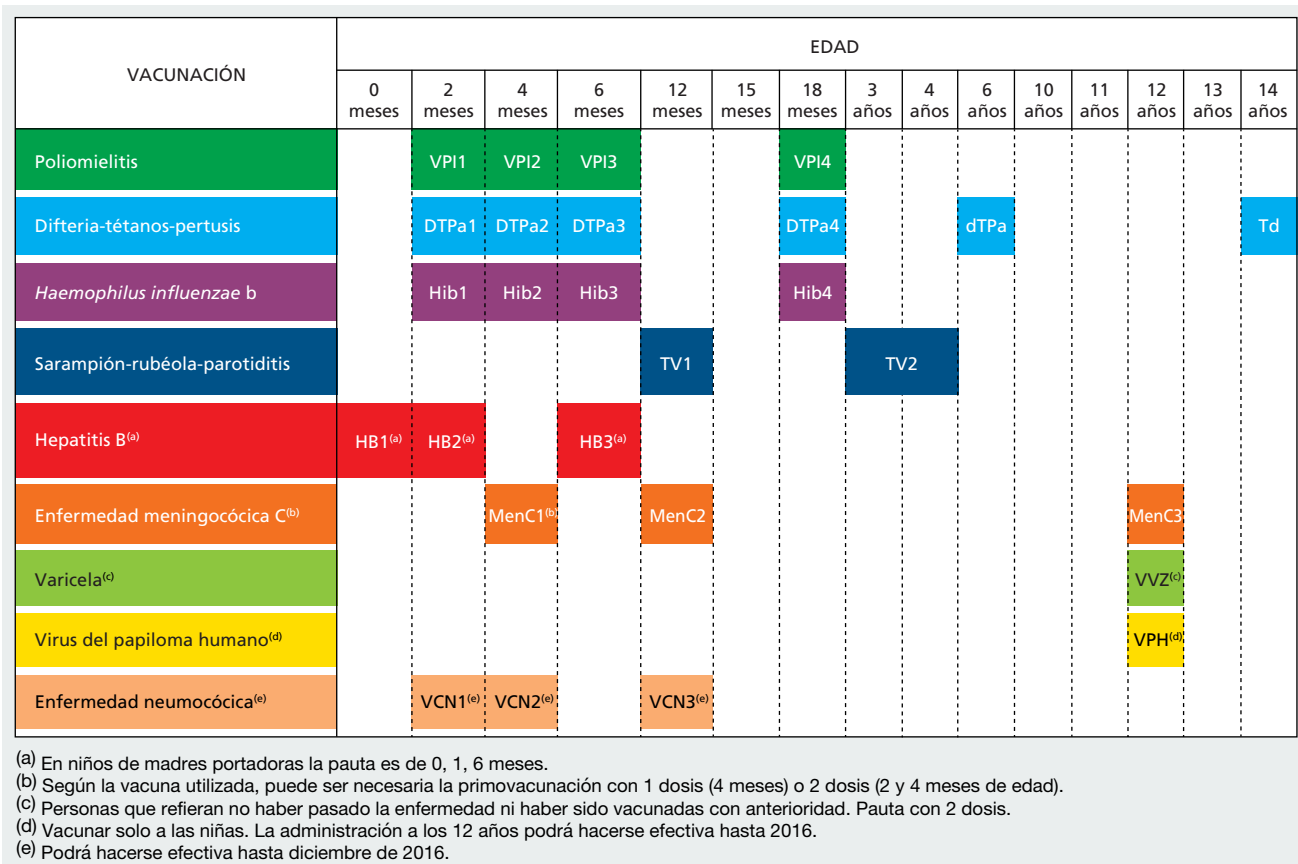 VACUNACIÓN
EDAD
0 meses
2 meses
4 meses
6 meses
12 meses
15 meses
18 meses
3 años
4 años
6 años
10 años
11 años
12 años
13 años
14 años
Poliomielitis VPI1 VPI2 VPI3 VPI4
Difteria-tétanos-pertusis DTPa1 DTPa2 DTPa3 DTPa4 dTPa Td
Haemophilus influenzae b Hib1 Hib2 Hib3 Hib4
Sarampión-rubéola-parotiditis TV1 TV2
Hepatitis B(a) HB1(a) HB2(a) HB3(a)
Enfermedad meningocócica C(b) MenC1(b) MenC2 MenC3
Varicela(c) VVZ(c)
Virus del papiloma humano(d) VPH(d)
Enfermedad neumocócica(e) VCN1(e) VCN2(e) VCN3(e)
(a) En niños de madres portadoras la pauta es de 0, 1, 6 meses.
(b) Según la vacuna utilizada, puede ser necesaria la primovacunación con 1 dosis (4 meses) o 2 dosis (2 y 4 meses de edad).
(c) Personas que refieran no haber pasado la enfermedad ni haber sido vacunadas con anterioridad. Pauta con 2 dosis.
(d) Vacunar solo a las niñas. La administración a los 12 años podrá hacerse efectiva hasta 2016.
(e) Podrá hacerse efectiva hasta diciembre de 2016.